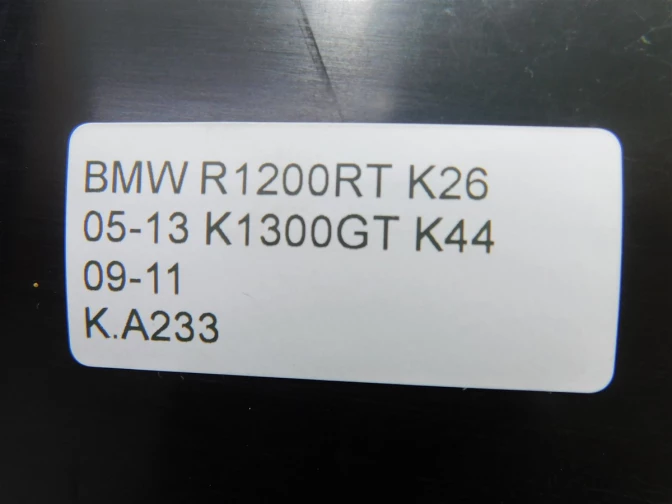 BMW R1200RT K26
05-13 K1300GT K44
09-11
K.A233